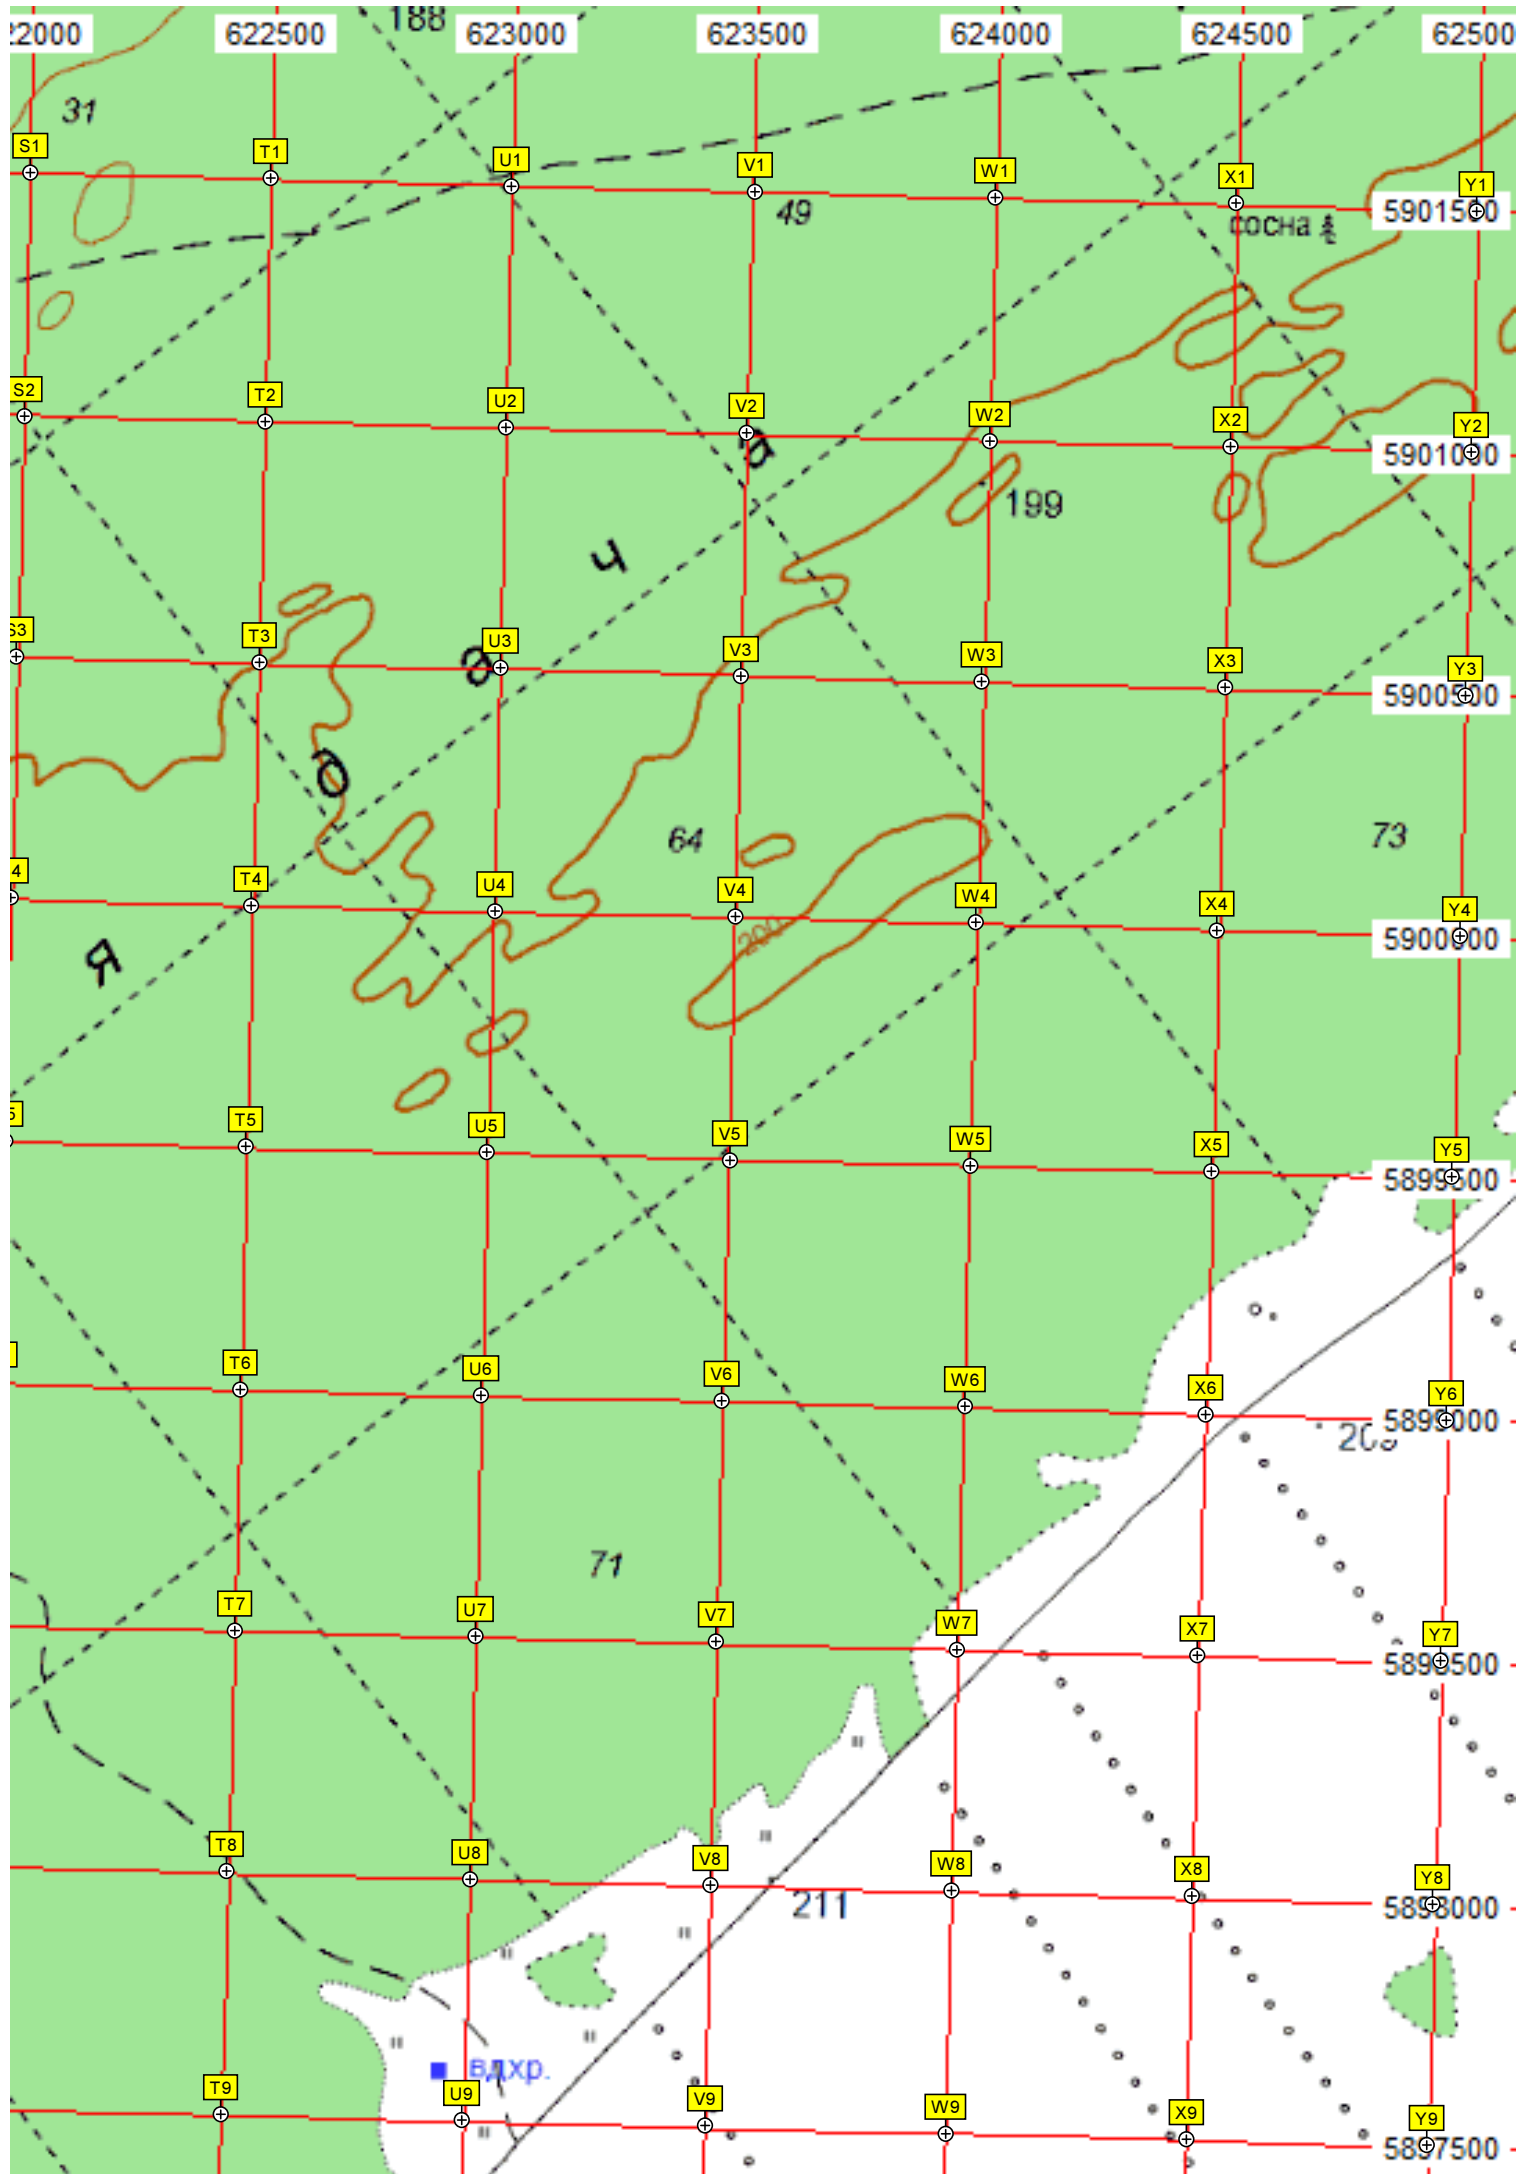 188
22000 622500 623000 623500 624000 624500 62500
31
S1 T1 U1 V1 W1 X1 Y1
49
5901500
сосна
S2 T2 U2 V2 W2 X2 Y2
а
5901000
199
ч
S3 T3 U3 V3 W3 X3 Y3
а
5900500
д
64
73
4 T4 U4 V4 W4 X4 Y4
200
5900000
Я
5 T5 U5 V5 W5 X5 Y5
5899500
T6 U6 V6 W6 X6 Y6
5899000
71
T7 U7 V7 W7 X7 Y7
5898500
T8 U8 V8 W8 X8 Y8
211
5898000
вдхр.
T9 U9 V9 W9 X9 Y9
5897500